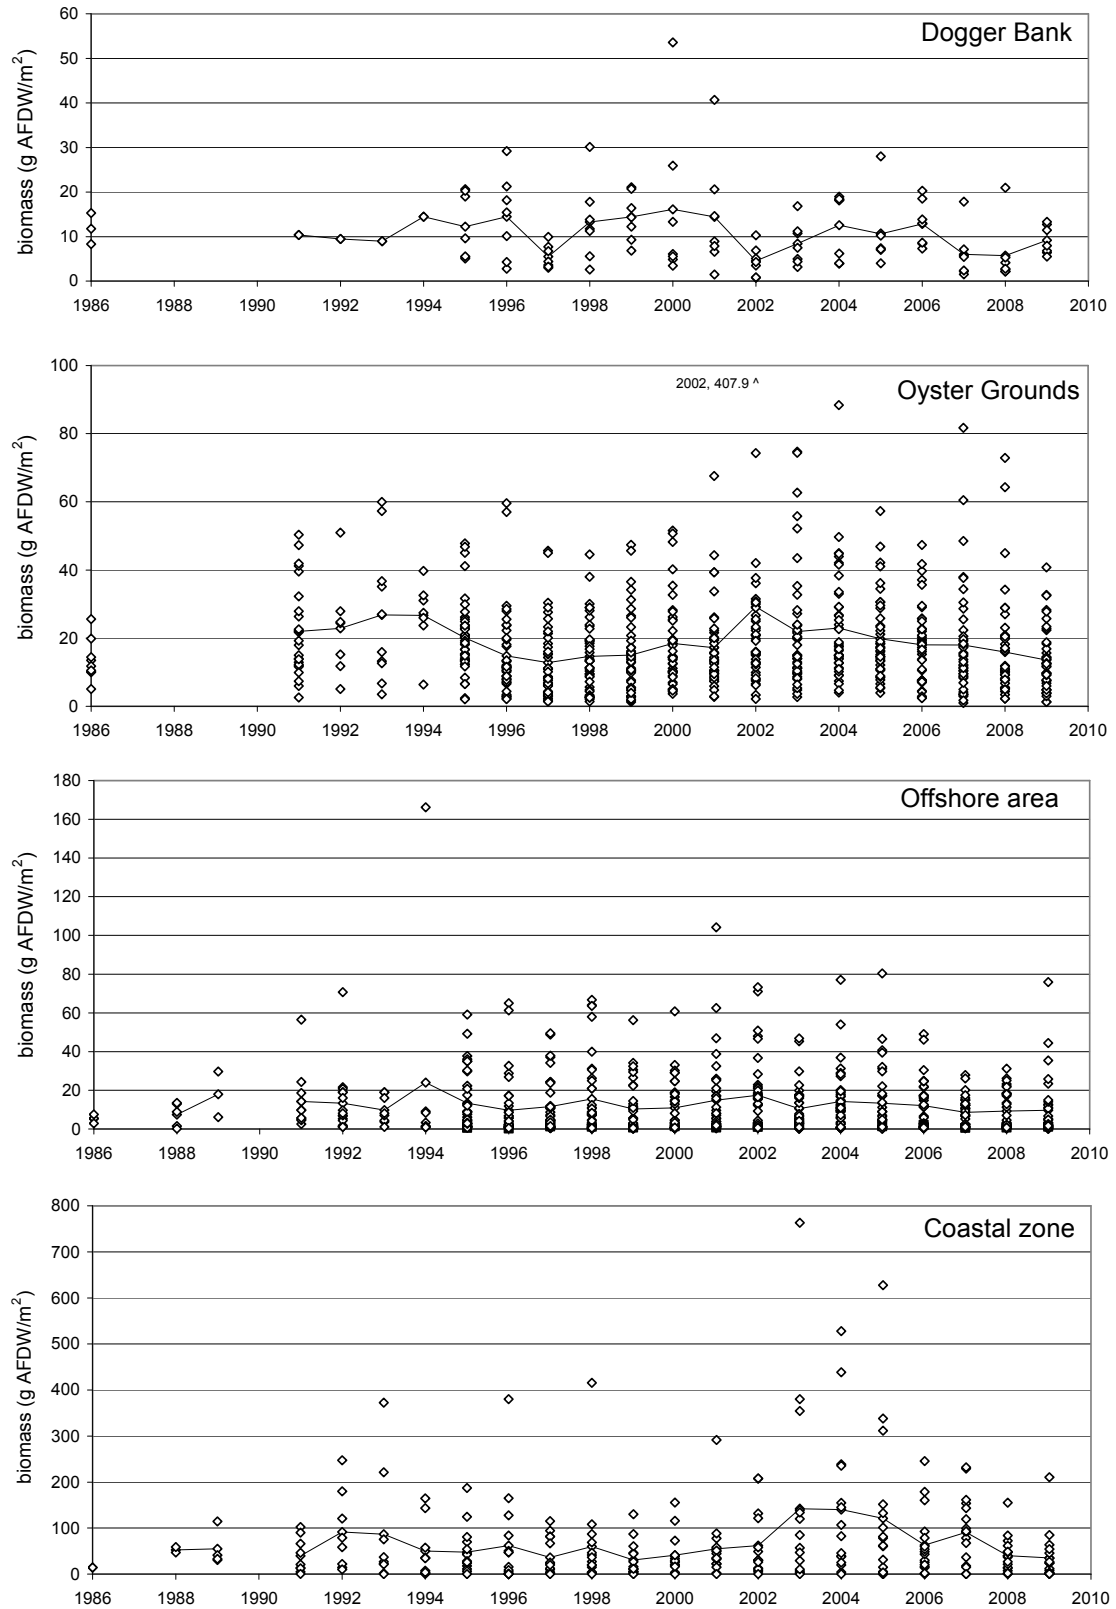 Dogger Bank
biomass (g AFDW/m²)
60
50
40
30
20
10
0
1986 1988 1990 1992 1994 1996 1998 2000 2002 2004 2006 2008 2010
Oyster Grounds
2002, 407.9 ^
biomass (g AFDW/m²)
100
80
60
40
20
0
1986 1988 1990 1992 1994 1996 1998 2000 2002 2004 2006 2008 2010
Offshore area
biomass (g AFDW/m²)
180
160
140
120
100
80
60
40
20
0
1986 1988 1990 1992 1994 1996 1998 2000 2002 2004 2006 2008 2010
Coastal zone
biomass (g AFDW/m²)
800
700
600
500
400
300
200
100
0
1986 1988 1990 1992 1994 1996 1998 2000 2002 2004 2006 2008 2010